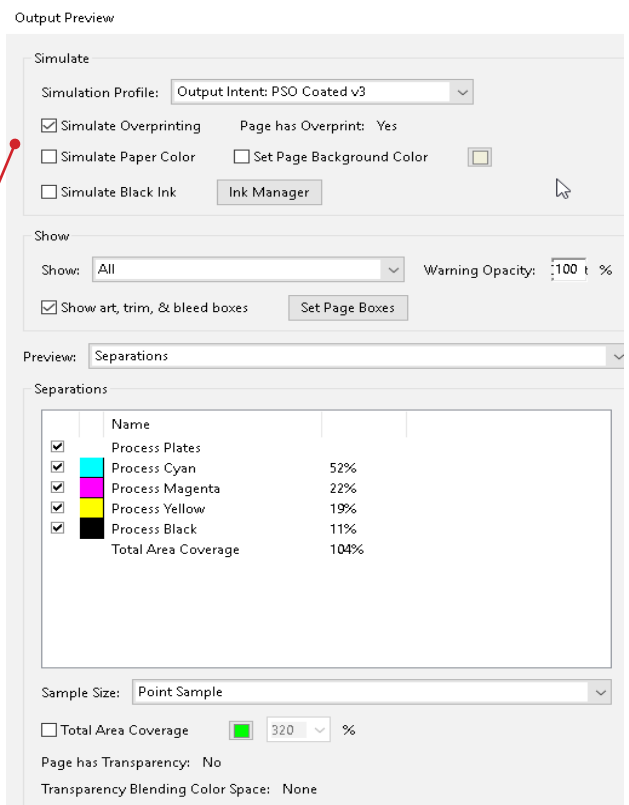 Output Preview
Simulate
Simulation Profile: Output Intent: PSO Coated v3
Simulate Overprinting Page has Overprint: Yes
Simulate Paper Color Set Page Background Color
Simulate Black Ink Ink Manager
Show
Show: All Warning Opacity: 100 %
Show art, trim, & bleed boxes Set Page Boxes
Preview: Separations
Separations
Name
Process Plates
Process Cyan 52%
Process Magenta 22%
Process Yellow 19%
Process Black 11%
Total Area Coverage 104%
Sample Size: Point Sample
Total Area Coverage 320 %
Page has Transparency: No
Transparency Blending Color Space: None